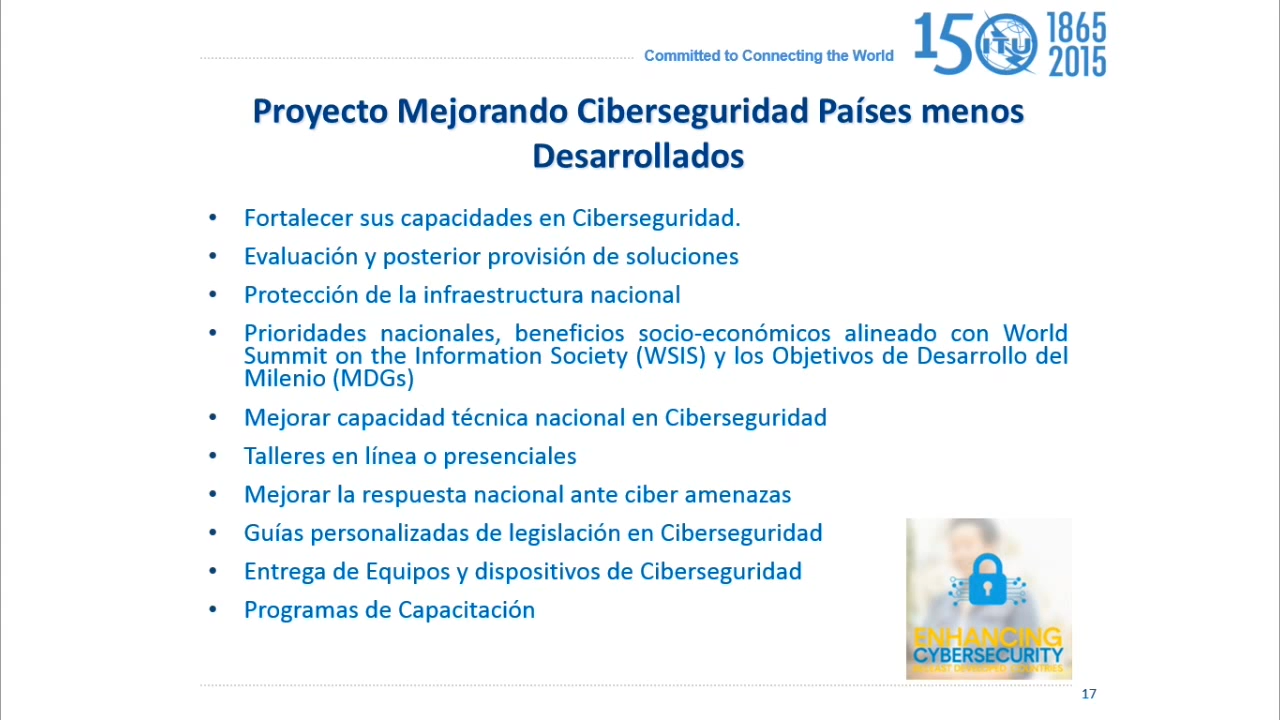 Committed to Connecting the World
150 ITU 1865
2015
Proyecto Mejorando Ciberseguridad Países menos
Desarrollados
• Fortalecer sus capacidades en Ciberseguridad.
• Evaluación y posterior provisión de soluciones
• Protección de la infraestructura nacional
• Prioridades nacionales, beneficios socio-económicos alineado con World
Summit on the Information Society (WSIS) y los Objetivos de Desarrollo del
Milenio (MDGs)
• Mejorar capacidad técnica nacional en Ciberseguridad
• Talleres en línea o presenciales
• Mejorar la respuesta nacional ante ciber amenazas
• Guías personalizadas de legislación en Ciberseguridad
• Entrega de Equipos y dispositivos de Ciberseguridad
• Programas de Capacitación
ENHANCING
CYBERSECURITY
LEAST DEVELOPED COUNTRIES
17